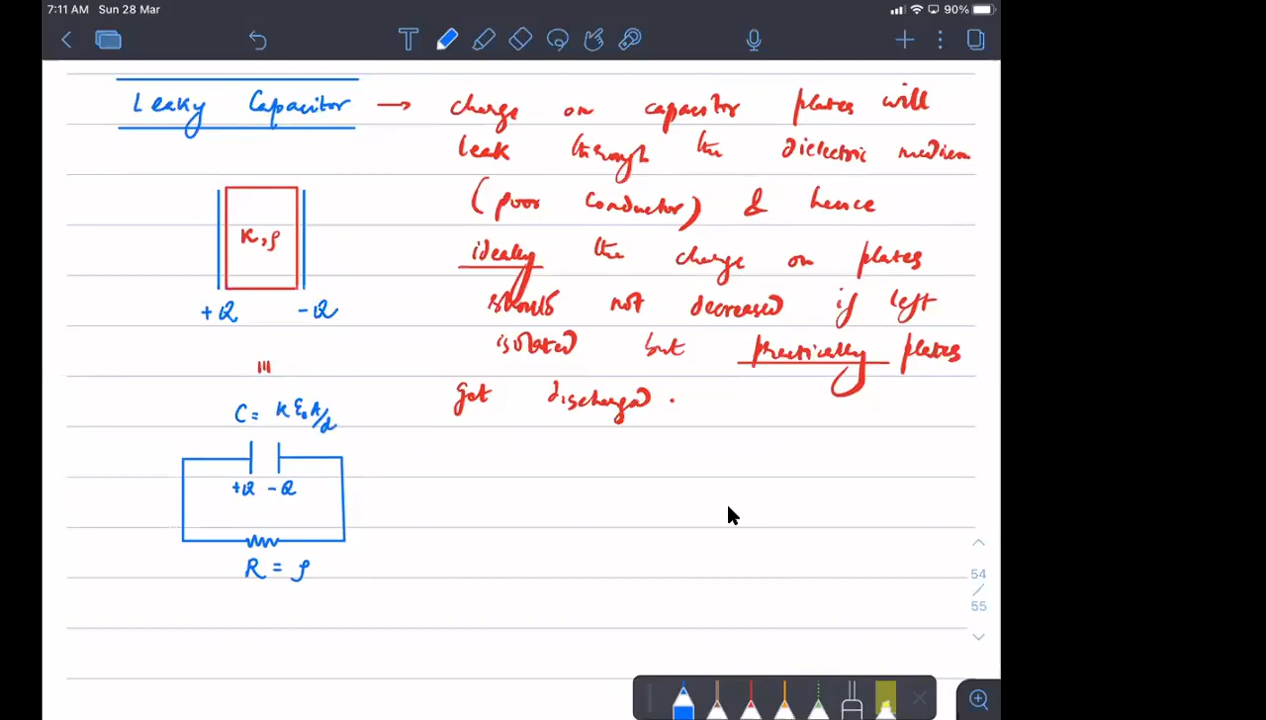 7:11 AM Sun 28 Mar
90%
T
Leaky Capacitor → charge on capacitor plates will
leak through the dielectric medium
(poor conductor) & hence
ideally the charge on plates
should not decreased if left
isolated but practically plates
got discharged.
K, ρ
+Q -Q
≡
C = K ε₀A/d
+Q -Q
R = ρ
54
/
55